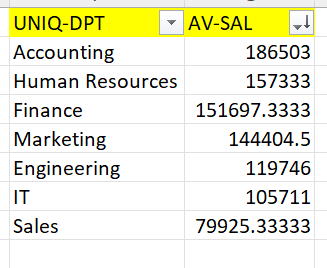 UNIQ-DPT AV-SAL
Accounting 186503
Human Resources 157333
Finance 151697.3333
Marketing 144404.5
Engineering 119746
IT 105711
Sales 79925.33333